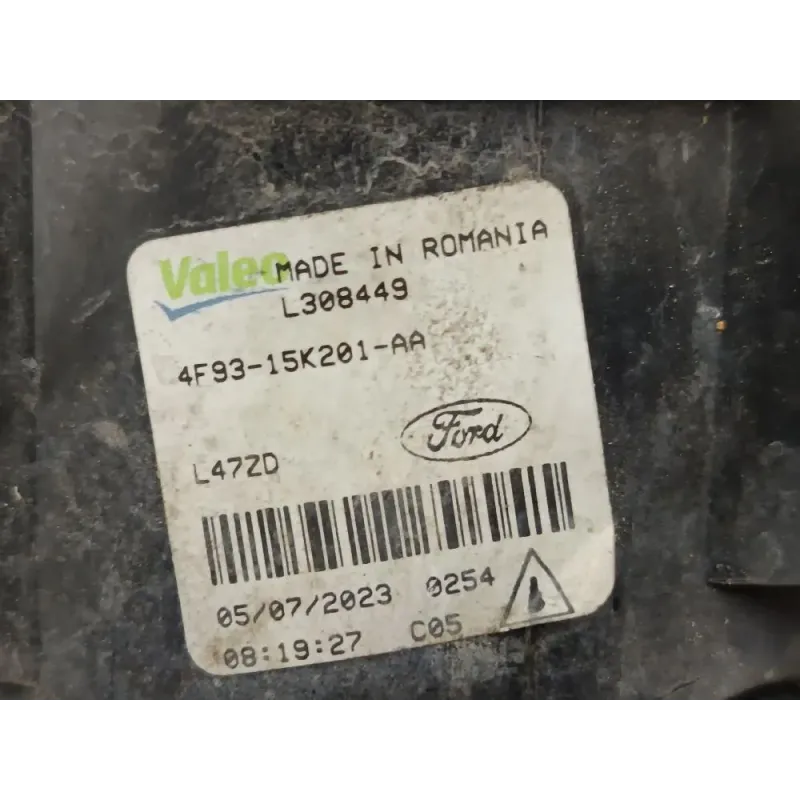 Valeo MADE IN ROMANIA
L308449
4F93-15K201-AA
Ford
L47ZD
05/07/2023 0254
08:19:27 C05